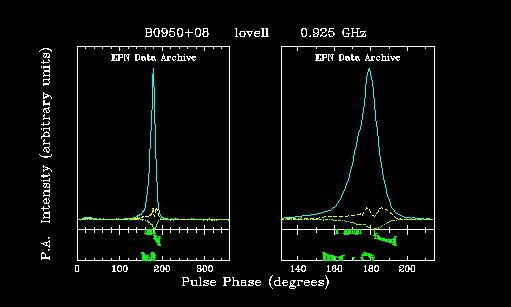 B0950+08 lovell 0.925 GHz
EPN Data Archive EPN Data Archive
P.A. Intensity (arbitrary units)
0 100 200 300 140 160 180 200
Pulse Phase (degrees)